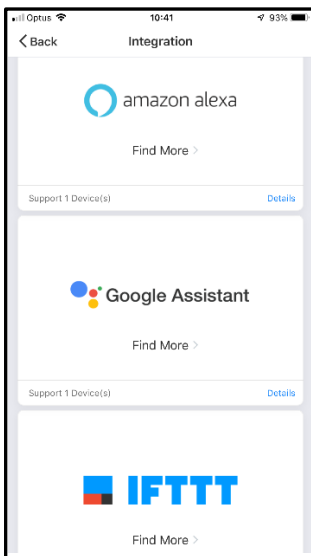 Optus 10:41 93%
Back Integration
amazon alexa
Find More >
Support 1 Device(s) Details
Google Assistant
Find More >
Support 1 Device(s) Details
IFTTT
Find More >